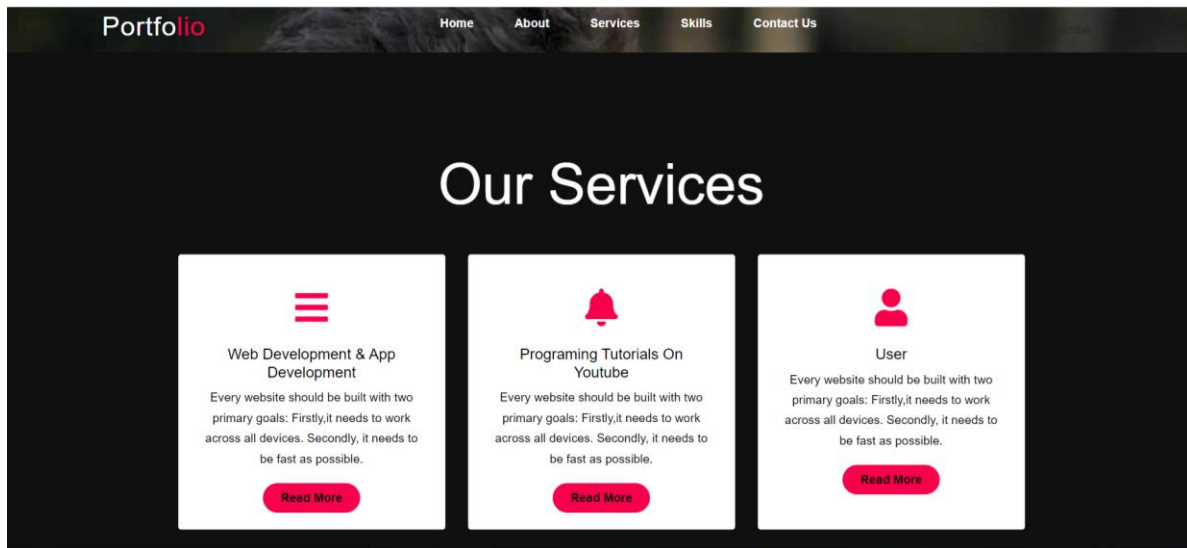 Portfolio
Home About Services Skills Contact Us
Our Services
Web Development & App
Development
Every website should be built with two
primary goals: Firstly,it needs to work
across all devices. Secondly, it needs to
be fast as possible.
Read More
Programing Tutorials On
Youtube
Every website should be built with two
primary goals: Firstly,it needs to work
across all devices. Secondly, it needs to
be fast as possible.
Read More
User
Every website should be built with two
primary goals: Firstly,it needs to work
across all devices. Secondly, it needs to
be fast as possible.
Read More